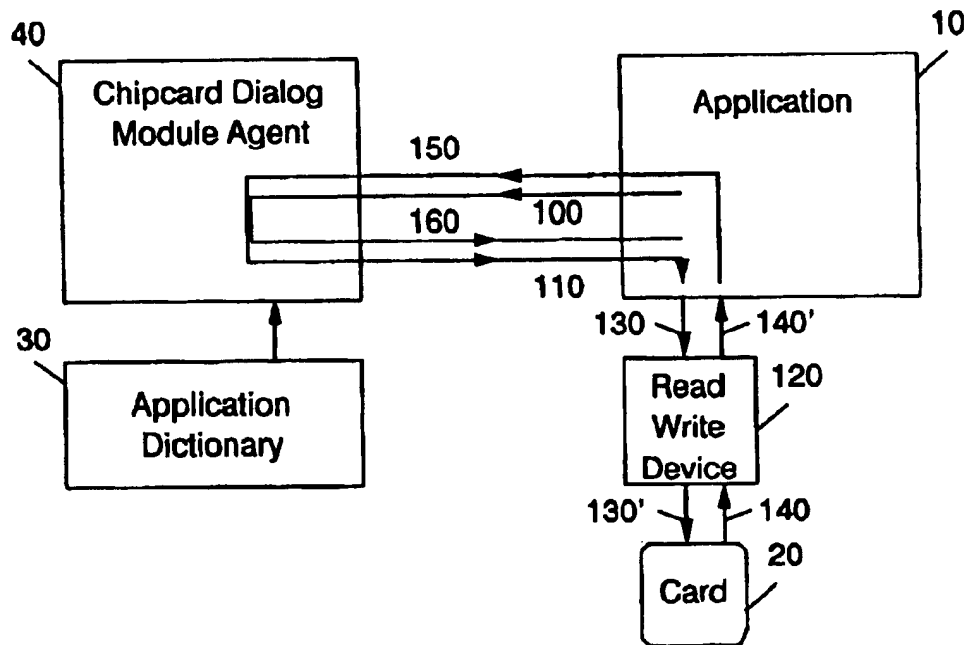 40
10
Chipcard Dialog
Module Agent
Application
150
100
160
110
130
140'
30
120
Application
Dictionary
Read
Write
Device
130'
140
20
Card